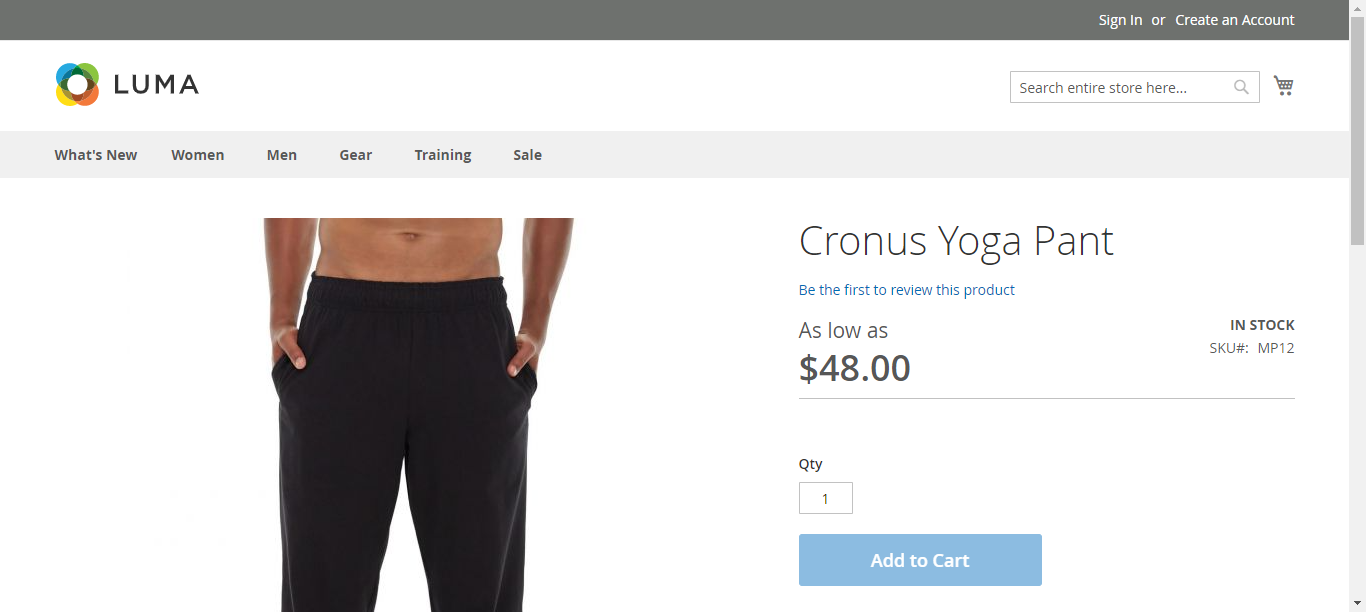 Sign In or Create an Account
LUMA
Search entire store here...
What's New Women Men Gear Training Sale
Cronus Yoga Pant
Be the first to review this product
As low as
$48.00
IN STOCK
SKU#: MP12
Qty
1
Add to Cart